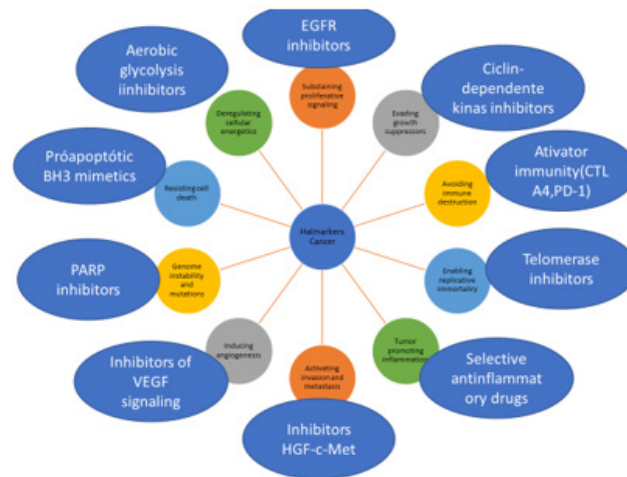 EGFR
inhibitors
Substaining
proliferative
signaling
Ciclin-
dependente
kinas inhibitors
Evading
growth
suppressors
Ativator
immunity(CTL
A4,PD-1)
Avoiding
immune
destruction
Telomerase
inhibitors
Enabling
replicative
immortality
Selective
antinflammat
ory drugs
Tumor
promoting
inflammation
Activating
invasion and
metastasis
Inhibitors
HGF-c-Met
Inducing
angiogenesis
Inhibitors of
VEGF
signaling
Genome
instability
and
mutations
PARP
inhibitors
Resisting cell
death
Próapoptótic
BH3 mimetics
Deregulating
cellular
energetics
Aerobic
glycolysis
iinhibitors
Halmarkers
Cancer